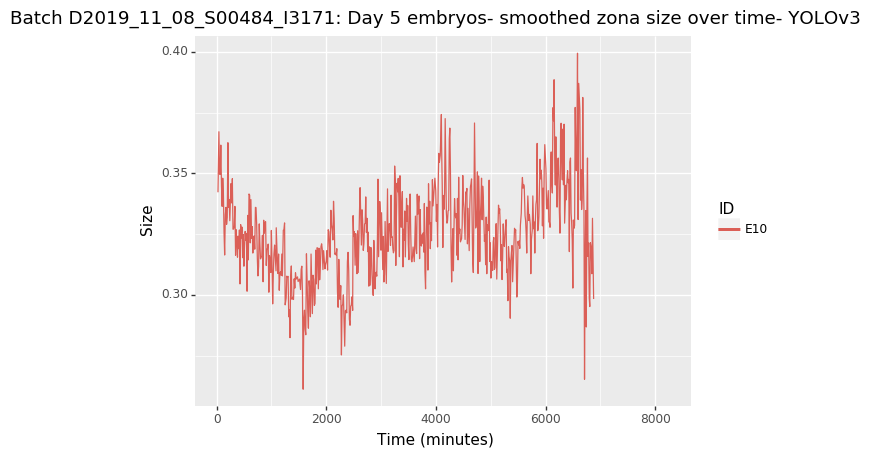 Batch D2019_11_08_S00484_I3171: Day 5 embryos- smoothed zona size over time- YOLOv3
0.40
0.35
0.30
Size
0
2000
4000
6000
8000
Time (minutes)
ID
E10